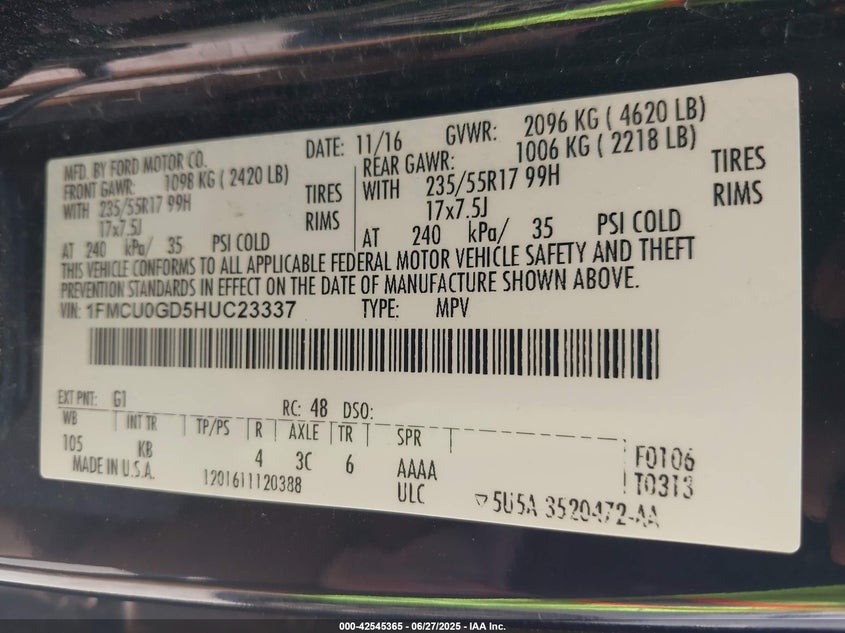 MFD. BY FORD MOTOR CO.
DATE: 11/16 GVWR: 2096 KG ( 4620 LB)
FRONT GAWR: 1098 KG ( 2420 LB)
REAR GAWR: 1006 KG ( 2218 LB)
WITH 235/55R17 99H TIRES
WITH 235/55R17 99H TIRES
17x7.5J RIMS
17x7.5J RIMS
AT 240 kPa/ 35 PSI COLD
AT 240 kPa/ 35 PSI COLD
THIS VEHICLE CONFORMS TO ALL APPLICABLE FEDERAL MOTOR VEHICLE SAFETY AND THEFT
PREVENTION STANDARDS IN EFFECT ON THE DATE OF MANUFACTURE SHOWN ABOVE.
VIN: 1FMCU0GD5HUC23337 TYPE: MPV
EXT PNT: G1 RC: 48 DSO:
WB INT TR TP/PS R AXLE TR SPR
105 KB 4 3C 6 AAAA
F0106
MADE IN U.S.A. 1201611120388 ULC
T0313
5U5A 3520472-AA
000-42545365 - 06/27/2025 - IAA Inc.